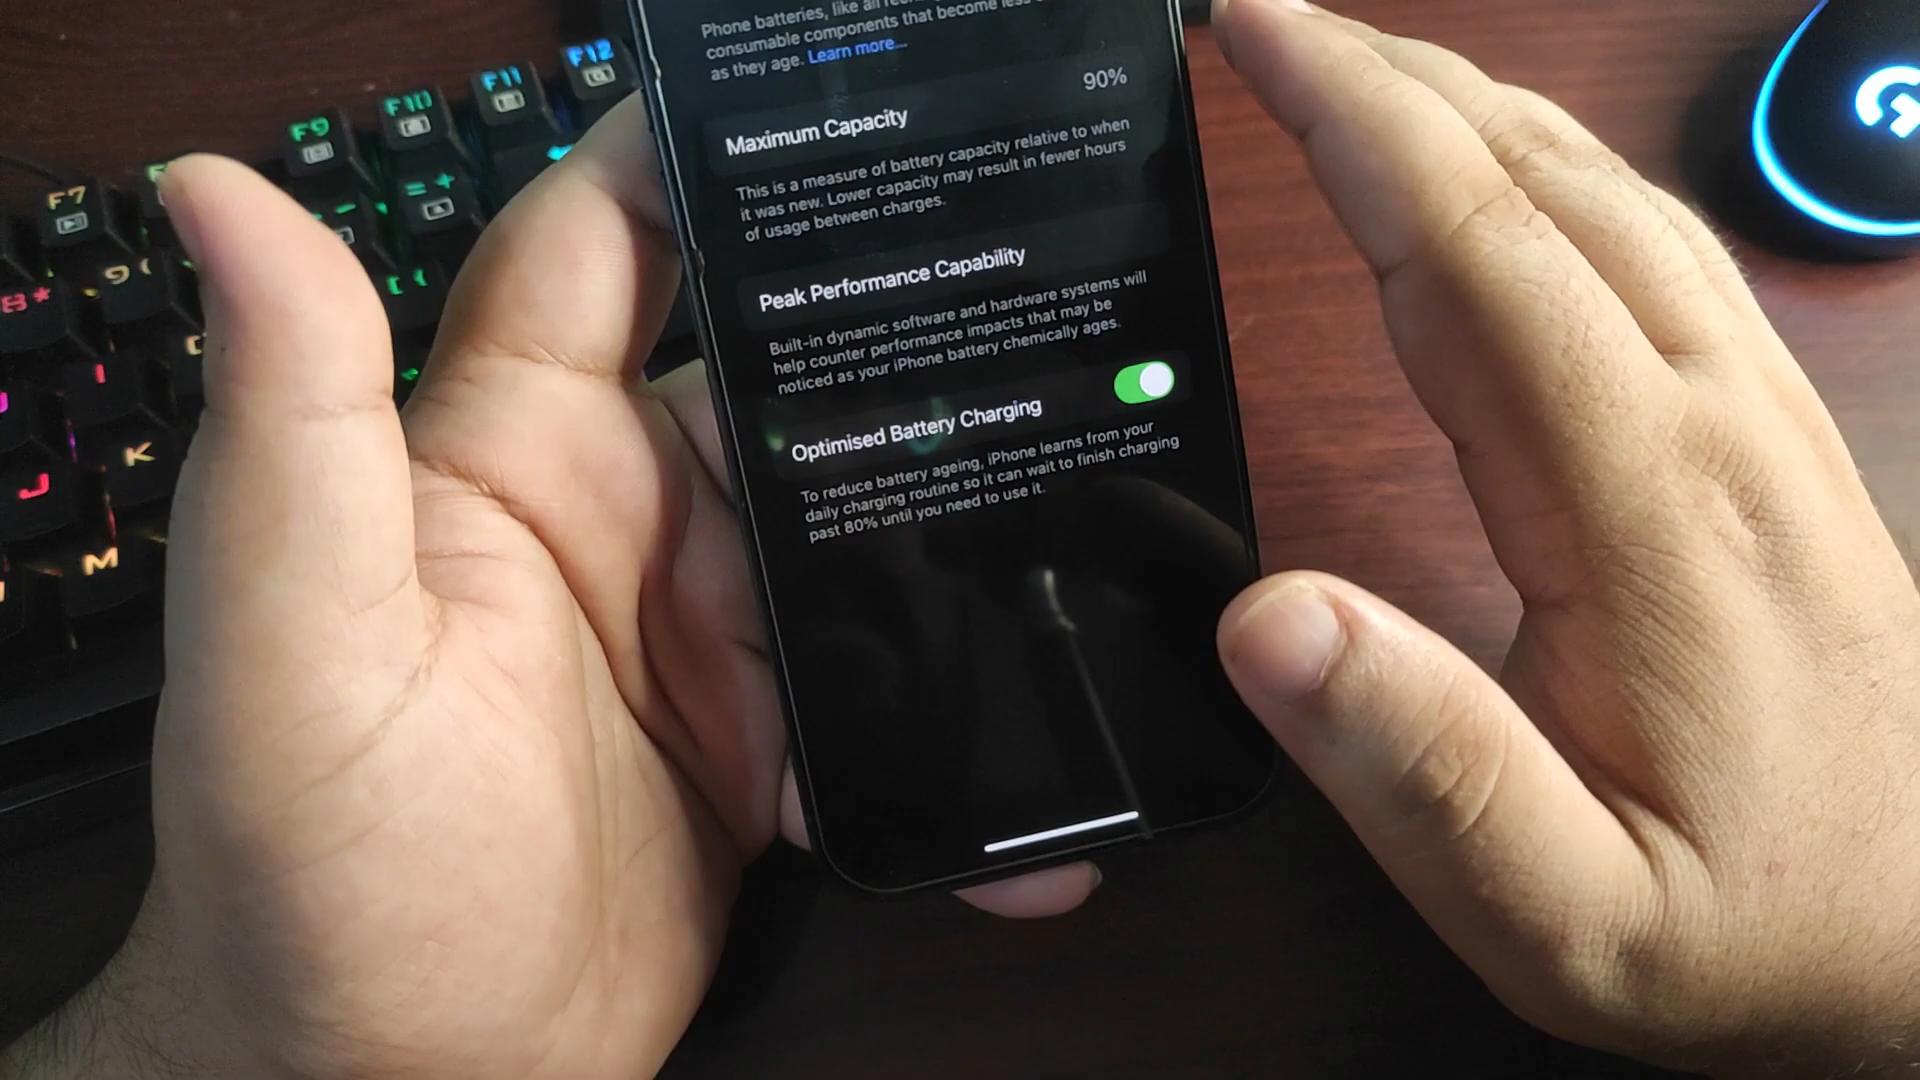 Phone batteries, like all
consumable components that become less
as they age. Learn more...
Maximum Capacity
90%
This is a measure of battery capacity relative to when
it was new. Lower capacity may result in fewer hours
of usage between charges.
Peak Performance Capability
Built-in dynamic software and hardware systems will
help counter performance impacts that may be
noticed as your iPhone battery chemically ages.
Optimised Battery Charging
To reduce battery ageing, iPhone learns from your
daily charging routine so it can wait to finish charging
past 80% until you need to use it.
F7
F9
F10
F11
F12
8 *
9 (
-
= +
[ {
I
J
K
M
G